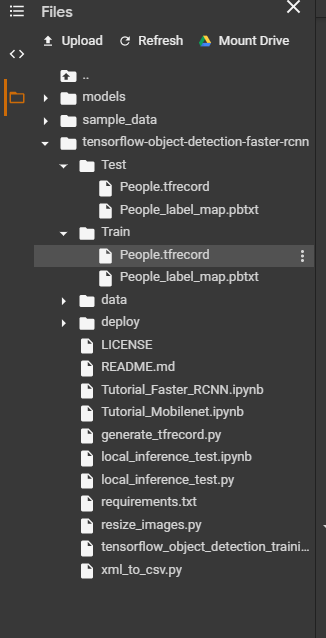 Files
Upload Refresh Mount Drive
..
models
sample_data
tensorflow-object-detection-faster-rcnn
Test
People.tfrecord
People_label_map.pbtxt
Train
People.tfrecord
People_label_map.pbtxt
data
deploy
LICENSE
README.md
Tutorial_Faster_RCNN.ipynb
Tutorial_Mobilenet.ipynb
generate_tfrecord.py
local_inference_test.ipynb
local_inference_test.py
requirements.txt
resize_images.py
tensorflow_object_detection_traini...
xml_to_csv.py